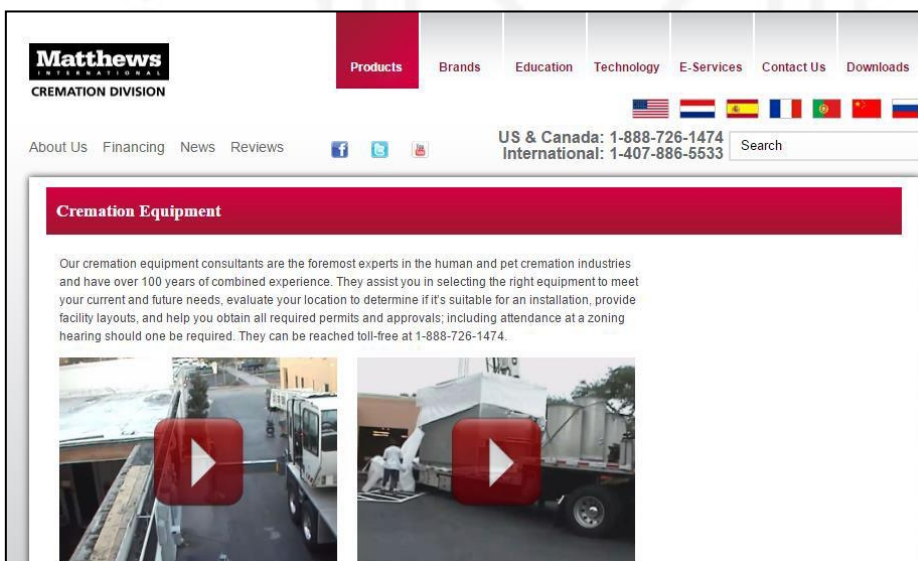 Matthews
INTERNATIONAL
CREMATION DIVISION
Products Brands Education Technology E-Services Contact Us Downloads
About Us Financing News Reviews
US & Canada: 1-888-726-1474
International: 1-407-886-5533
Search
Cremation Equipment
Our cremation equipment consultants are the foremost experts in the human and pet cremation industries
and have over 100 years of combined experience. They assist you in selecting the right equipment to meet
your current and future needs, evaluate your location to determine if it's suitable for an installation, provide
facility layouts, and help you obtain all required permits and approvals; including attendance at a zoning
hearing should one be required. They can be reached toll-free at 1-888-726-1474.